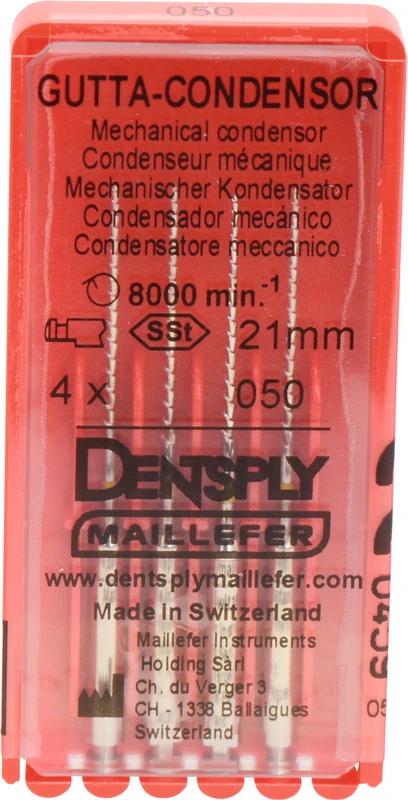 050
GUTTA-CONDENSOR
Mechanical condensor
Condenseur mécanique
Mechanischer Kondensator
Condensador mecánico
Condensatore meccanico
8000 min.-1
SSt 21mm
4 x 050
DENTSPLY
MAILLEFER
www.dentsplymaillefer.com
Made in Switzerland
Maillefer Instruments
Holding Sàrl
Ch. du Verger 3
CH - 1338 Ballaigues
Switzerland
0459
05